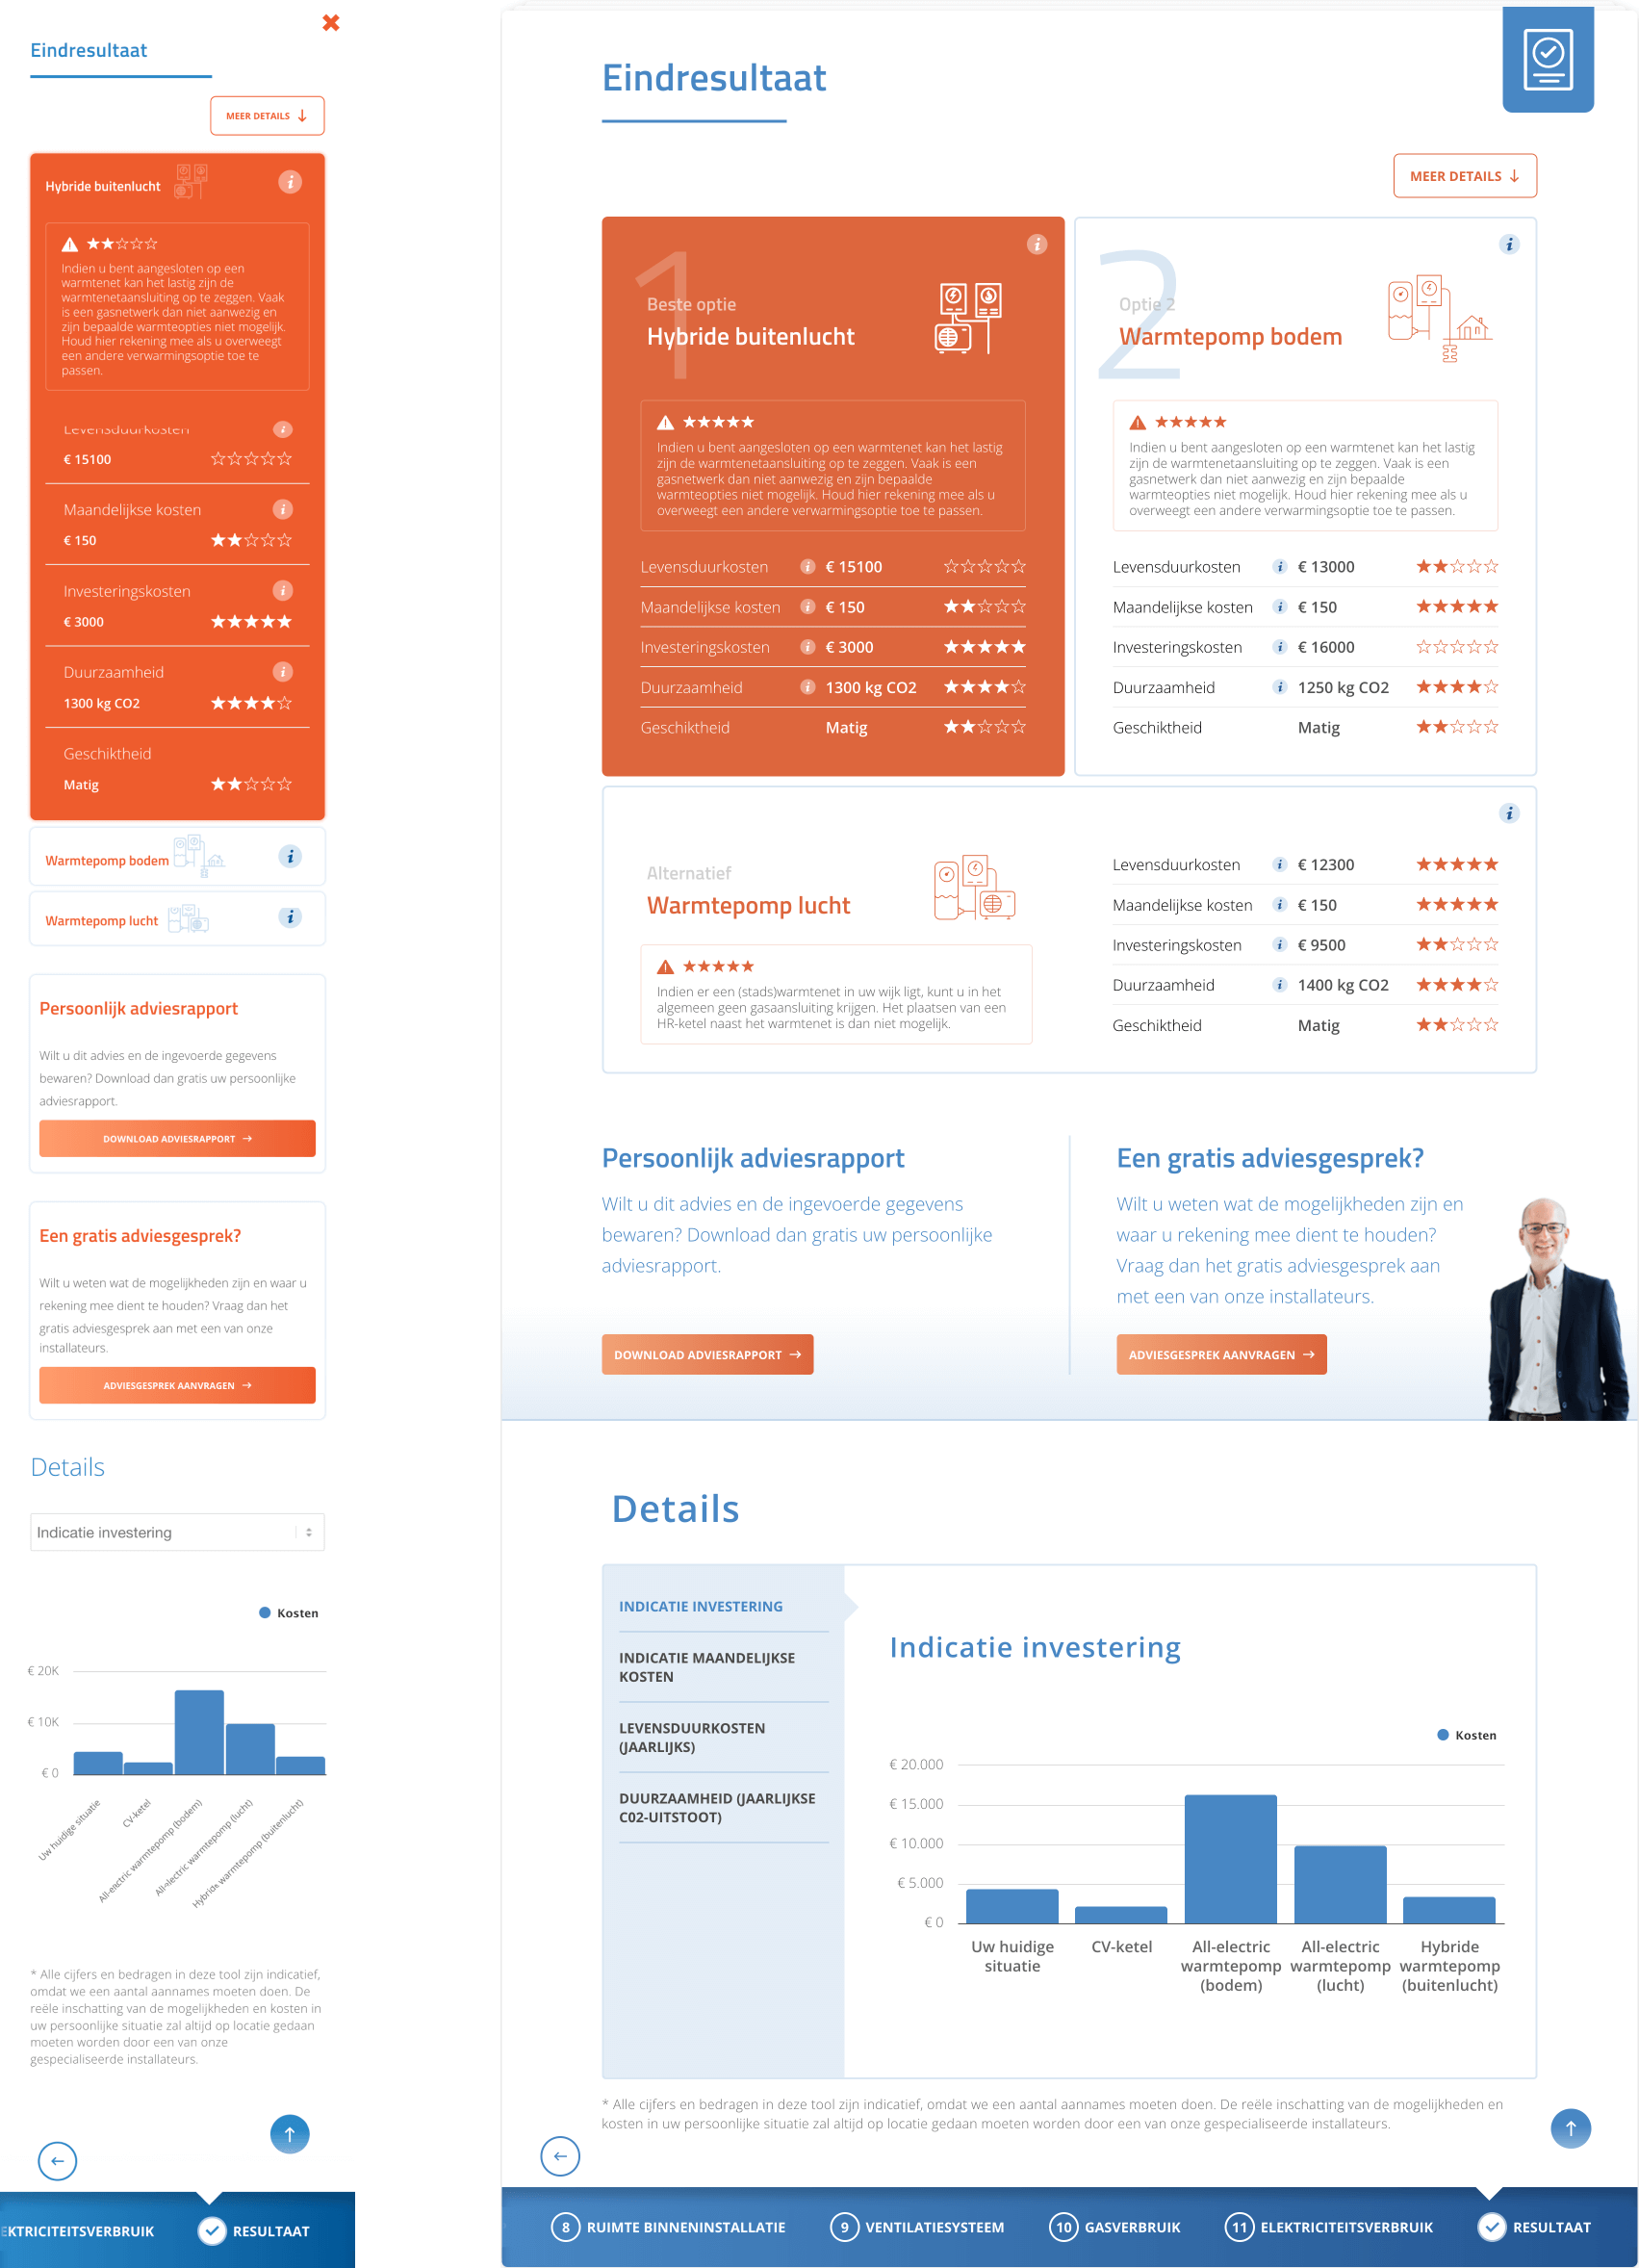 Eindresultaat
MEER DETAILS
Hybride buitenlucht
Indien u bent aangesloten op een
warmtenet kan het lastig zijn de
warmtenetaansluiting op te zeggen. Vaak
is een gasnetwerk dan niet aanwezig en
zijn bepaalde warmteopties niet mogelijk.
Houd hier rekening mee als u overweegt
een andere verwarmingsoptie toe te
passen.
Levensduurkosten
€ 15100
Maandelijkse kosten
€ 150
Investeringskosten
€ 3000
Duurzaamheid
1300 kg CO2
Geschiktheid
Matig
Warmtepomp bodem
Warmtepomp lucht
Persoonlijk adviesrapport
Wilt u dit advies en de ingevoerde gegevens
bewaren? Download dan gratis uw persoonlijke
adviesrapport.
DOWNLOAD ADVIESRAPPORT
Een gratis adviesgesprek?
Wilt u weten wat de mogelijkheden zijn en waar u
rekening mee dient te houden? Vraag dan het
gratis adviesgesprek aan met een van onze
installateurs.
ADVIESGESPREK AANVRAGEN
Details
Indicatie investering
Kosten
€ 20K
€ 10K
€ 0
Uw huidige situatie
CV-ketel
All-electric warmtepomp (bodem)
All-electric warmtepomp (lucht)
Hybride warmtepomp (buitenlucht)
* Alle cijfers en bedragen in deze tool zijn indicatief,
omdat we een aantal aannames moeten doen. De
reële inschatting van de mogelijkheden en kosten in
uw persoonlijke situatie zal altijd op locatie gedaan
moeten worden door een van onze
gespecialiseerde installateurs.
EKTRICITEITSVERBRUIK
RESULTAAT
Eindresultaat
MEER DETAILS
1
Beste optie
Hybride buitenlucht
Indien u bent aangesloten op een warmtenet kan het lastig
zijn de warmtenetaansluiting op te zeggen. Vaak is een
gasnetwerk dan niet aanwezig en zijn bepaalde
warmteopties niet mogelijk. Houd hier rekening mee als u
overweegt een andere verwarmingsoptie toe te passen.
Levensduurkosten € 15100
Maandelijkse kosten € 150
Investeringskosten € 3000
Duurzaamheid 1300 kg CO2
Geschiktheid Matig
2
Optie 2
Warmtepomp bodem
Indien u bent aangesloten op een warmtenet kan het lastig
zijn de warmtenetaansluiting op te zeggen. Vaak is een
gasnetwerk dan niet aanwezig en zijn bepaalde
warmteopties niet mogelijk. Houd hier rekening mee als u
overweegt een andere verwarmingsoptie toe te passen.
Levensduurkosten € 13000
Maandelijkse kosten € 150
Investeringskosten € 16000
Duurzaamheid 1250 kg CO2
Geschiktheid Matig
Alternatief
Warmtepomp lucht
Indien er een (stads)warmtenet in uw wijk ligt, kunt u in het
algemeen geen gasaansluiting krijgen. Het plaatsen van een
HR-ketel naast het warmtenet is dan niet mogelijk.
Levensduurkosten € 12300
Maandelijkse kosten € 150
Investeringskosten € 9500
Duurzaamheid 1400 kg CO2
Geschiktheid Matig
Persoonlijk adviesrapport
Wilt u dit advies en de ingevoerde gegevens
bewaren? Download dan gratis uw persoonlijke
adviesrapport.
DOWNLOAD ADVIESRAPPORT
Een gratis adviesgesprek?
Wilt u weten wat de mogelijkheden zijn en
waar u rekening mee dient te houden?
Vraag dan het gratis adviesgesprek aan
met een van onze installateurs.
ADVIESGESPREK AANVRAGEN
Details
INDICATIE INVESTERING
INDICATIE MAANDELIJKSE
KOSTEN
LEVENSDUURKOSTEN
(JAARLIJKS)
DUURZAAMHEID (JAARLIJKSE
C02-UITSTOOT)
Indicatie investering
Kosten
€ 20.000
€ 15.000
€ 10.000
€ 5.000
€ 0
Uw huidige
situatie
CV-ketel
All-electric
warmtepomp
(bodem)
All-electric
warmtepomp
(lucht)
Hybride
warmtepomp
(buitenlucht)
* Alle cijfers en bedragen in deze tool zijn indicatief, omdat we een aantal aannames moeten doen. De reële inschatting van de mogelijkheden en
kosten in uw persoonlijke situatie zal altijd op locatie gedaan moeten worden door een van onze gespecialiseerde installateurs.
8 RUIMTE BINNENINSTALLATIE
9 VENTILATIESYSTEEM
10 GASVERBRUIK
11 ELEKTRICITEITSVERBRUIK
RESULTAAT